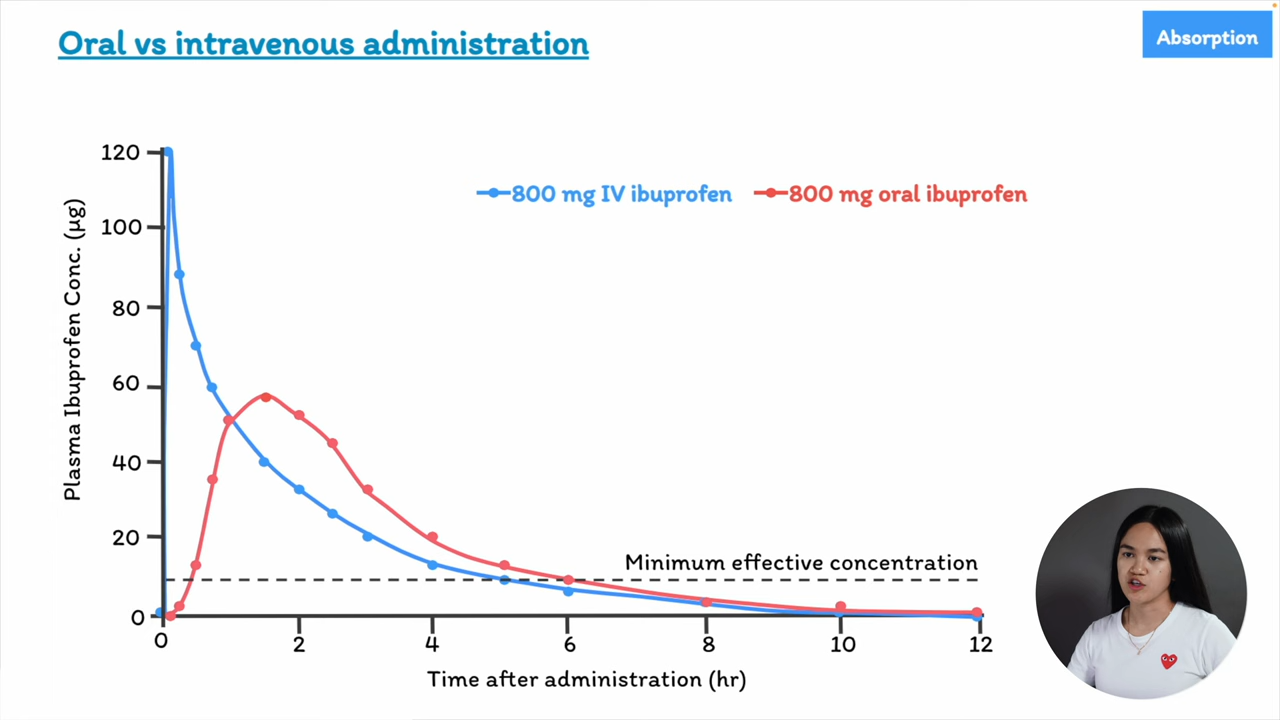 Oral vs intravenous administration
Absorption
120
100
80
60
40
20
0
Plasma Ibuprofen Conc. (µg)
800 mg IV ibuprofen
800 mg oral ibuprofen
Minimum effective concentration
0 2 4 6 8 10 12
Time after administration (hr)